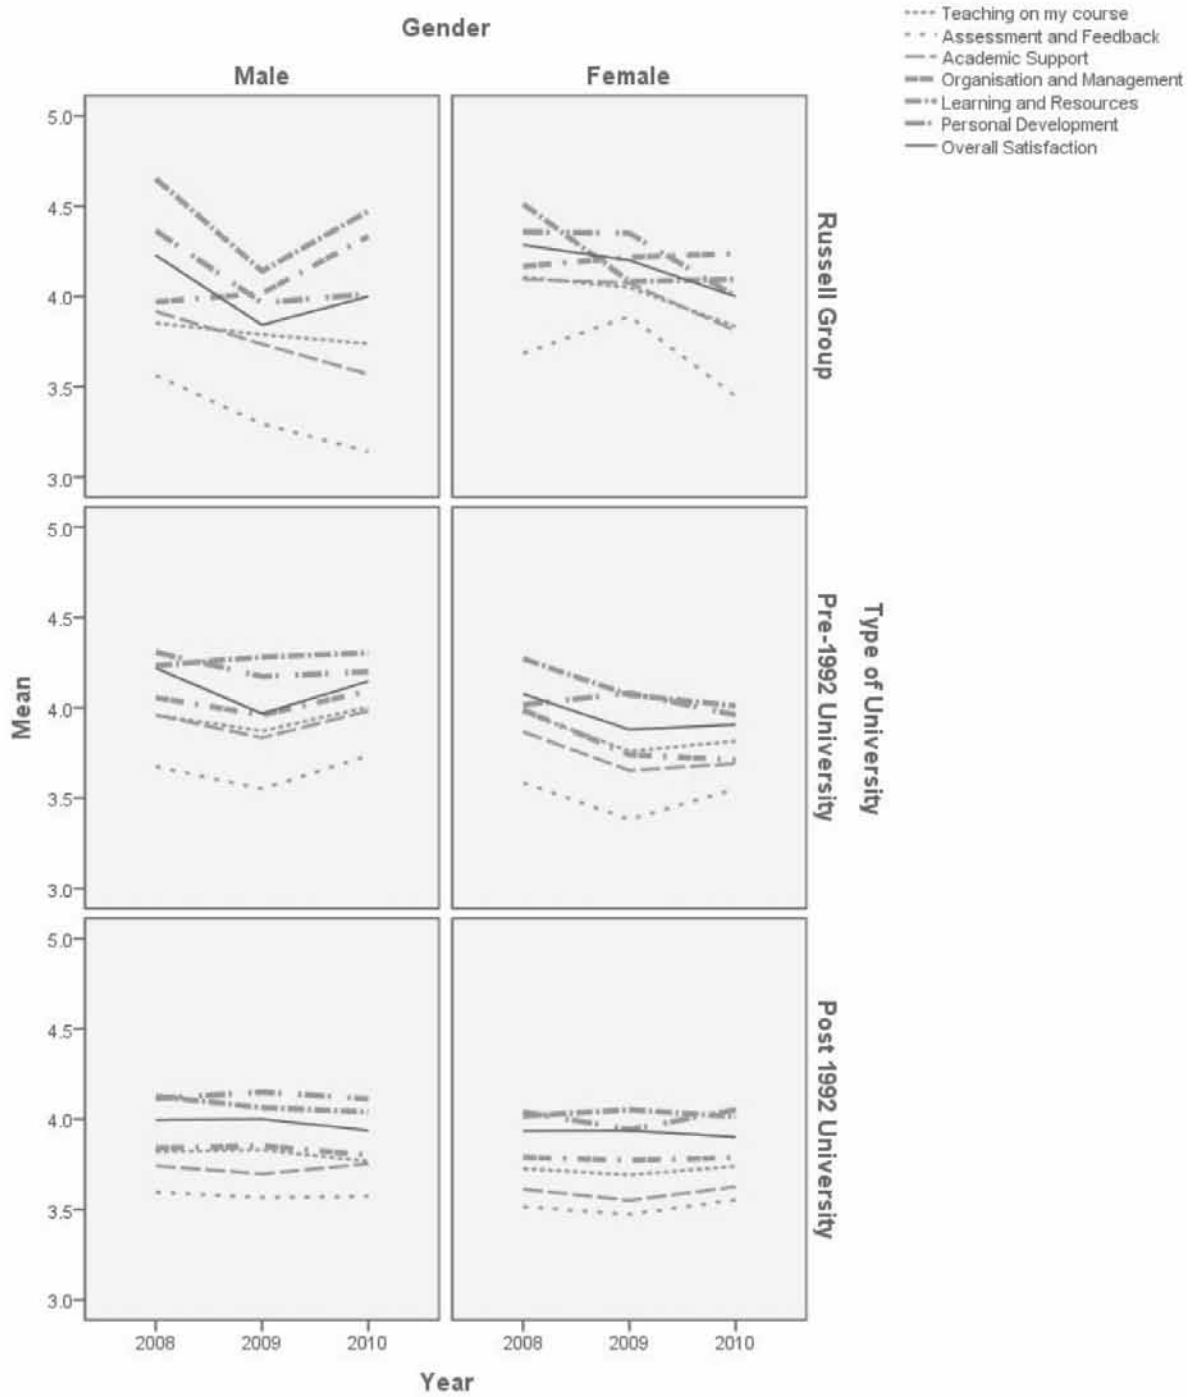 Gender
Male
Female
Teaching on my course
Assessment and Feedback
Academic Support
Organisation and Management
Learning and Resources
Personal Development
Overall Satisfaction
5.0
4.5
4.0
3.5
3.0
Russell Group
5.0
4.5
4.0
3.5
3.0
Pre-1992 University
Type of University
Mean
5.0
4.5
4.0
3.5
3.0
Post 1992 University
2008 2009 2010
2008 2009 2010
Year